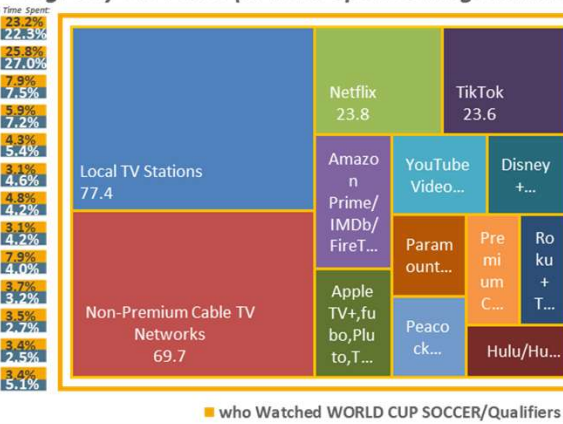 Time Spent:
23.2%
22.3%
25.8%
27.0%
7.9%
7.5%
5.9%
7.2%
4.3%
5.4%
3.1%
4.6%
4.8%
4.2%
3.1%
4.2%
7.9%
4.0%
3.7%
3.2%
3.5%
2.7%
3.4%
2.5%
3.4%
5.1%
Local TV Stations
77.4
Non-Premium Cable TV
Networks
69.7
Netflix
23.8
TikTok
23.6
Amazo
n
Prime/
IMDb/
FireT...
YouTube
Video...
Disney
+...
Apple
TV+,fu
bo,Plu
to,T...
Param
ount...
Peaco
ck...
Pre
mi
um
C...
Ro
ku
+
T...
Hulu/Hu...
who Watched WORLD CUP SOCCER/Qualifiers